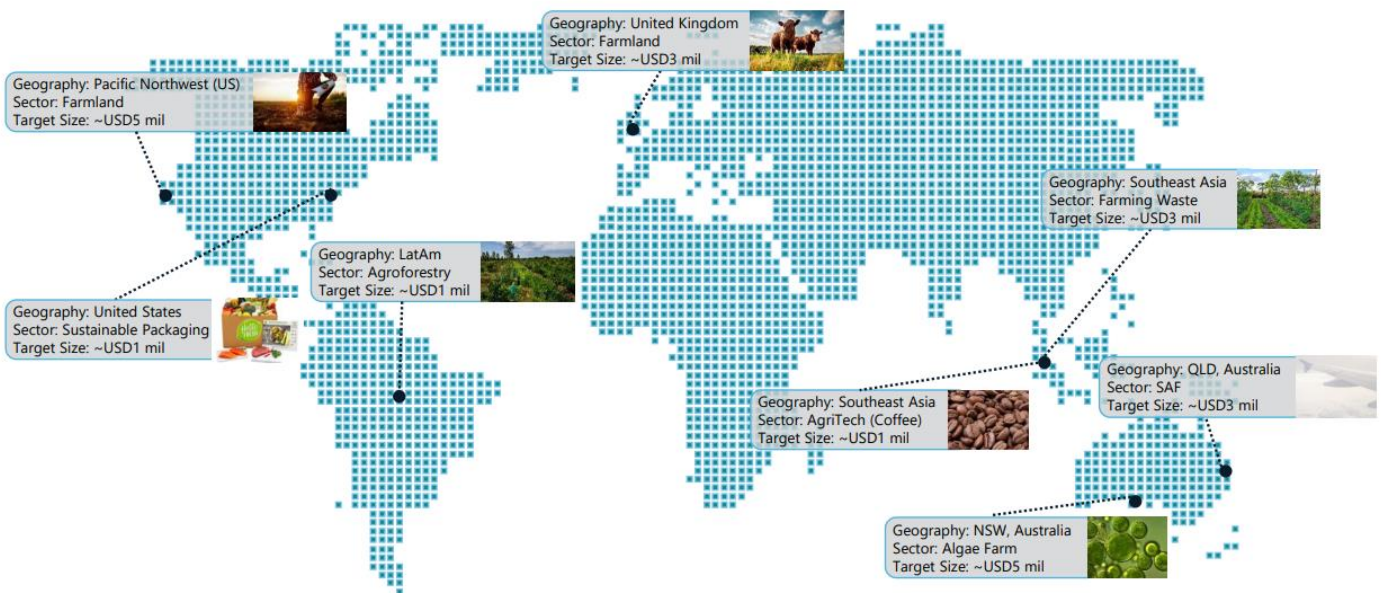 Geography: United Kingdom
Sector: Farmland
Target Size: ~USD3 mil
Geography: Pacific Northwest (US)
Sector: Farmland
Target Size: ~USD5 mil
Geography: Southeast Asia
Sector: Farming Waste
Target Size: ~USD3 mil
Geography: LatAm
Sector: Agroforestry
Target Size: ~USD1 mil
Geography: United States
Sector: Sustainable Packaging
Target Size: ~USD1 mil
Geography: QLD, Australia
Sector: SAF
Target Size: ~USD3 mil
Geography: Southeast Asia
Sector: AgriTech (Coffee)
Target Size: ~USD1 mil
Geography: NSW, Australia
Sector: Algae Farm
Target Size: ~USD5 mil